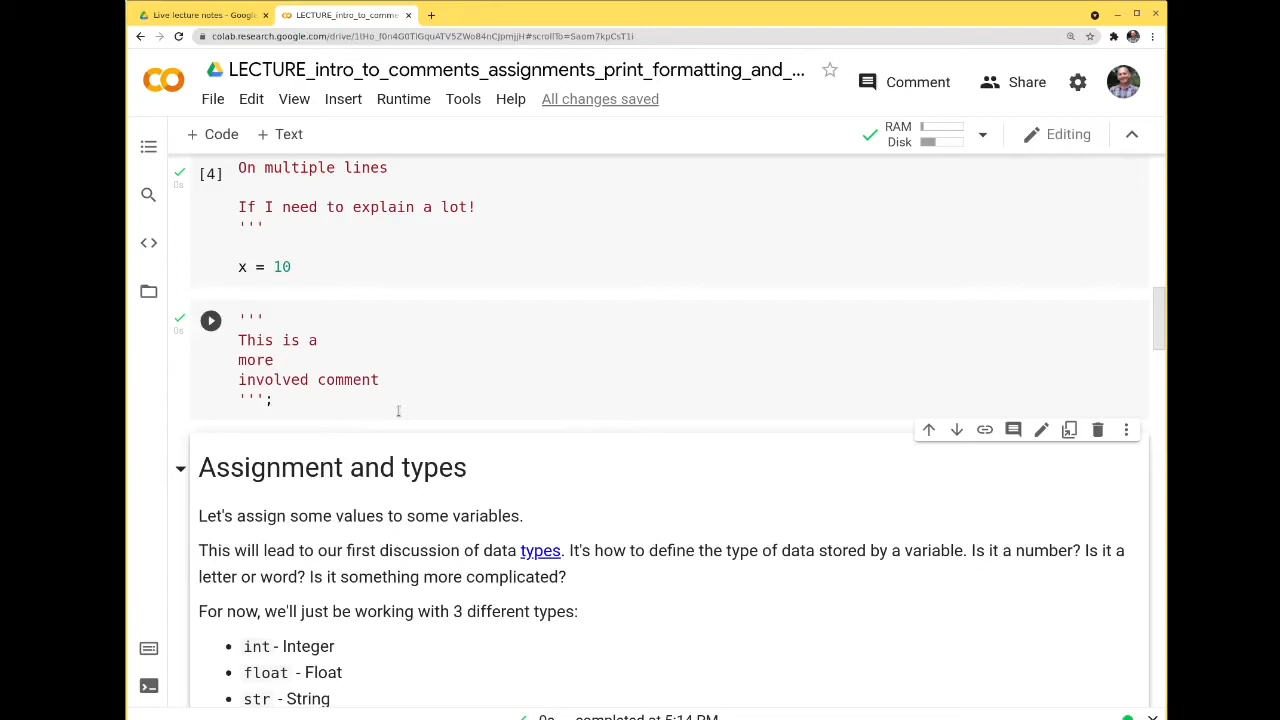 Live lecture notes - Google
LECTURE_intro_to_comme
colab.research.google.com/drive/
LECTURE_intro_to_comments_assignments_print_formatting_and_...
Comment
Share
File Edit View Insert Runtime Tools Help All changes saved
+ Code + Text
RAM
Disk
Editing
On multiple lines
[4]
0s
If I need to explain a lot!
'''
x = 10
'''
0s
This is a
more
involved comment
''';
Assignment and types
Let's assign some values to some variables.
This will lead to our first discussion of data types. It's how to define the type of data stored by a variable. Is it a number? Is it a
letter or word? Is it something more complicated?
For now, we'll just be working with 3 different types:
• int - Integer
• float - Float
• str - String
0s completed at 5:14 PM